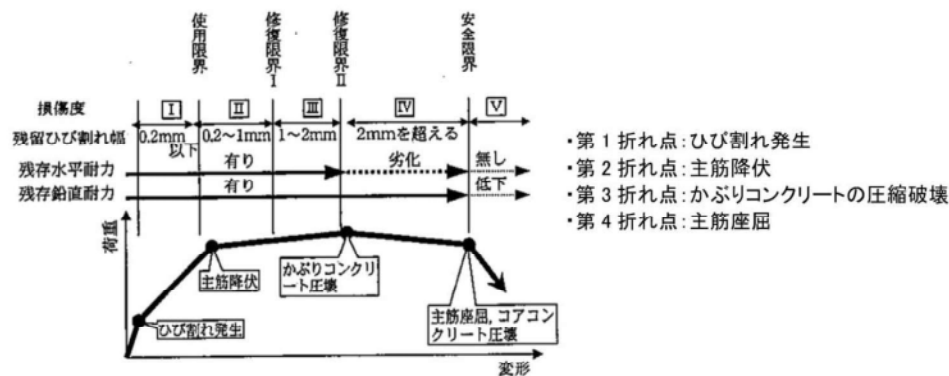 使用限界
修復限界Ⅰ
修復限界Ⅱ
安全限界
損傷度
Ⅰ
Ⅱ
Ⅲ
Ⅳ
Ⅴ
残留ひび割れ幅
0.2mm
以下
0.2~1mm
1~2mm
2mmを超える
残存水平耐力
有り
劣化
無し
残存鉛直耐力
有り
低下
荷重
主筋降伏
かぶりコンクリ
ート圧壊
主筋座屈,コアコン
クリート圧壊
ひび割れ発生
変形
・第1折れ点:ひび割れ発生
・第2折れ点:主筋降伏
・第3折れ点:かぶりコンクリートの圧縮破壊
・第4折れ点:主筋座屈